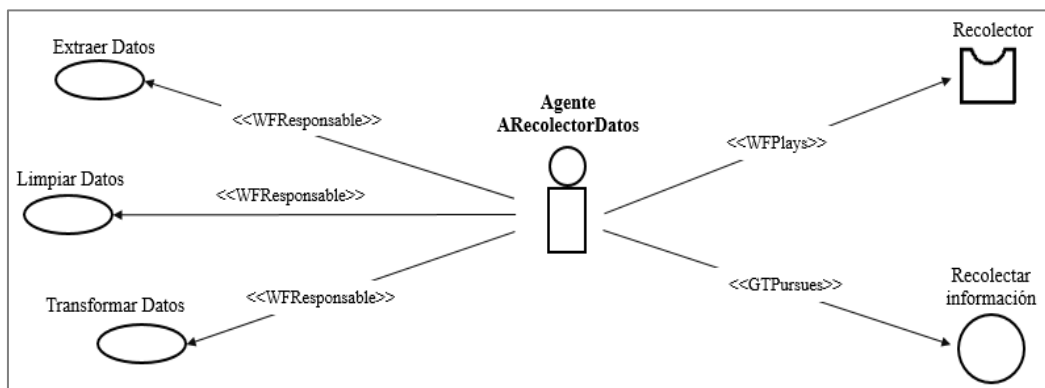 Extraer Datos
Recolector
Agente
ARecolectorDatos
<<WFResponsable>>
<<WFPlays>>
Limpiar Datos
<<WFResponsable>>
Transformar Datos
<<WFResponsable>>
<<GTPursues>>
Recolectar
información